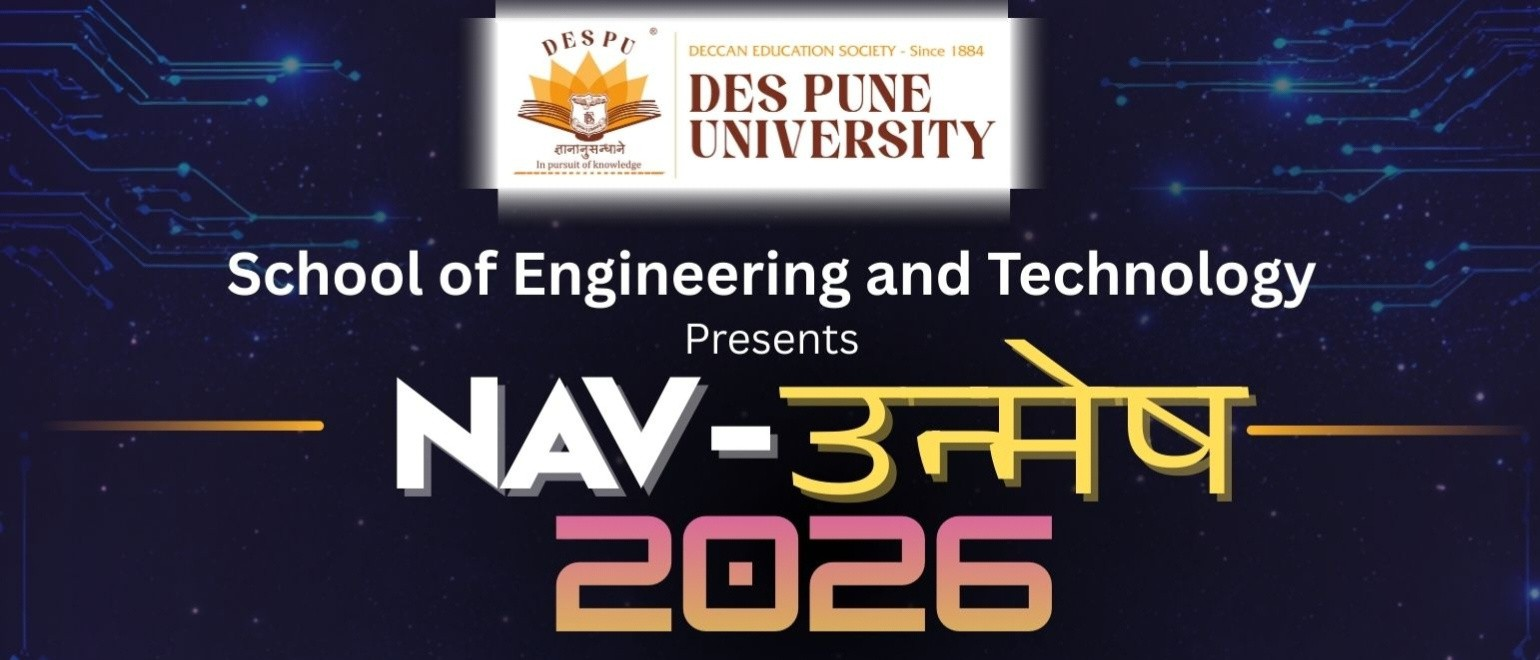 DESPU ®
ज्ञानानुसन्धाने
In pursuit of knowledge
DECCAN EDUCATION SOCIETY - Since 1884
DES PUNE
UNIVERSITY
School of Engineering and Technology
Presents
NAV-उन्मेष
2026